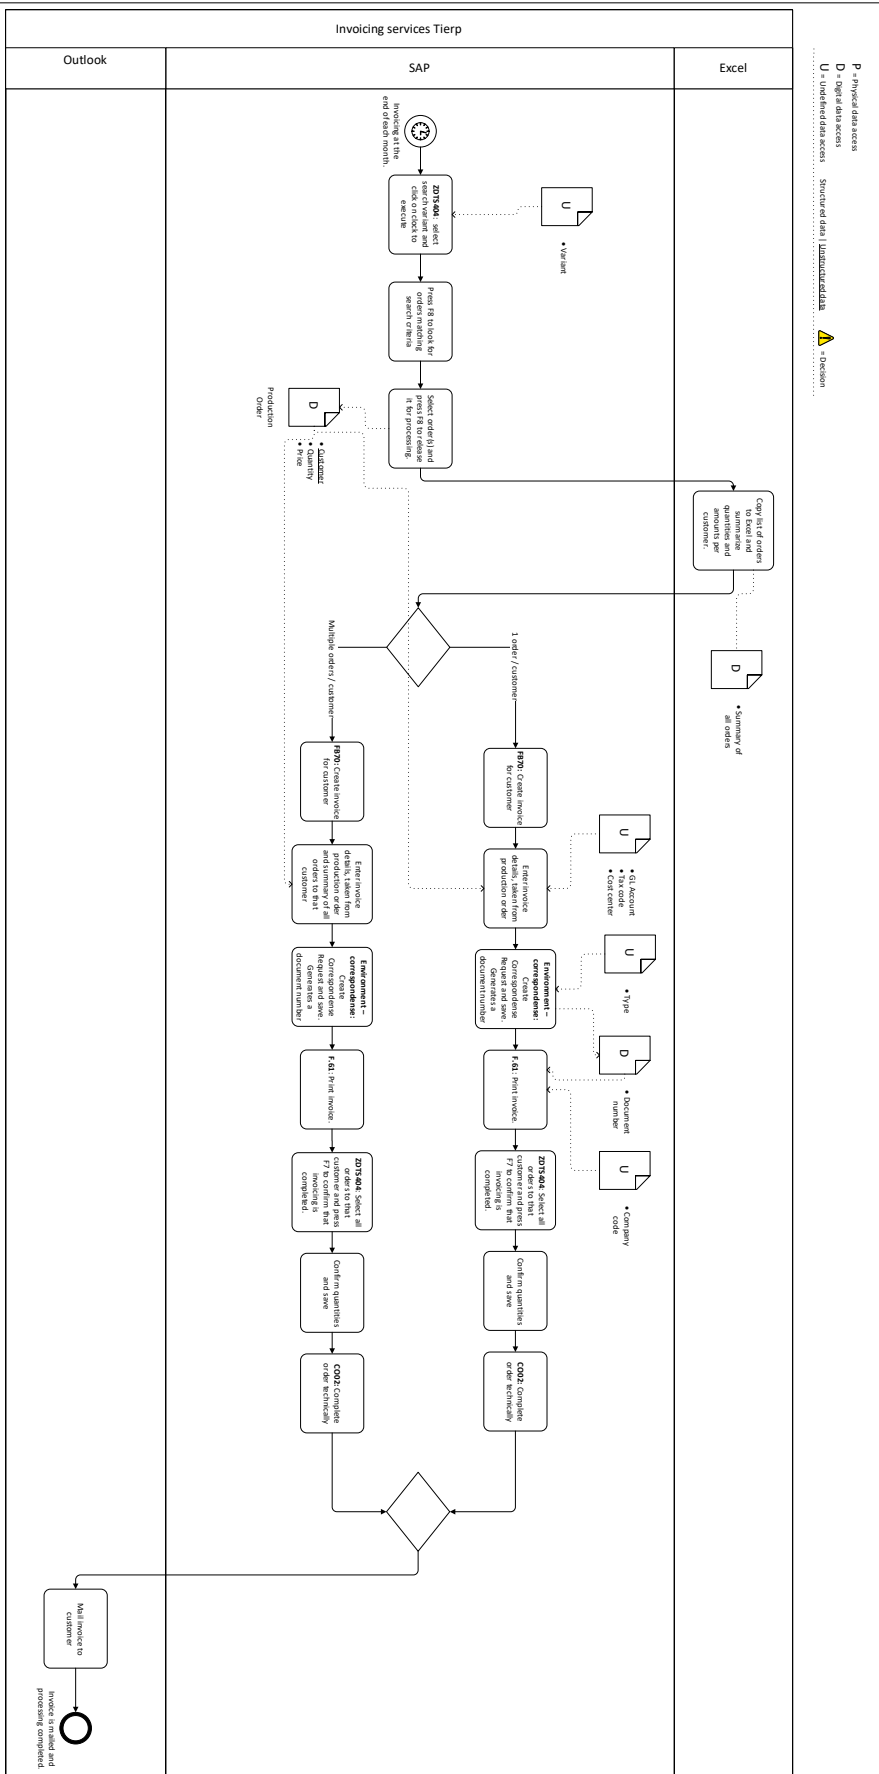 Invoicing services Tierp
Outlook
SAP
Excel
P = Physical data access
D = Digital data access
U = Undefined data access
Structured data | Unstructured data
= Decision
Invoicing at the
end of each month.
ZDTS404: select
search variant and
click on clock to
execute
U
• Variant
Press F8 to look for
orders matching
search criteria
Select order(s) and
press F8 to release
it for processing.
D
Production
Order
• Customer
• Quantity
• Price
Copy list of orders
to Excel and
summarize
quantities and
amounts per
customer.
D
• Summary of
all orders
1 order / customer
Multiple orders / customer
FB70: Create invoice
for customer
U
• GL Account
• Tax code
• Cost center
Enter invoice
details, taken from
production order
Environment –
correspondense:
Create
Correspondense
Request and save.
Generates a
document number
U
• Type
D
• Document
number
F.61: Print invoice.
U
• Company
code
ZDTS404: Select all
orders to that
customer and press
F7 to confirm that
invoicing is
completed.
Confirm quantities
and save
CO02: Complete
order technically
FB70: Create invoice
for customer
Enter invoice
details, taken from
production order
and summary of all
orders to that
customer
Environment –
correspondense:
Create
Correspondense
Request and save.
Generates a
document number
F.61: Print invoice.
ZDTS404: Select all
orders to that
customer and press
F7 to confirm that
invoicing is
completed.
Confirm quantities
and save
CO02: Complete
order technically
Mail invoice to
customer
Invoice is mailed and
processing completed.